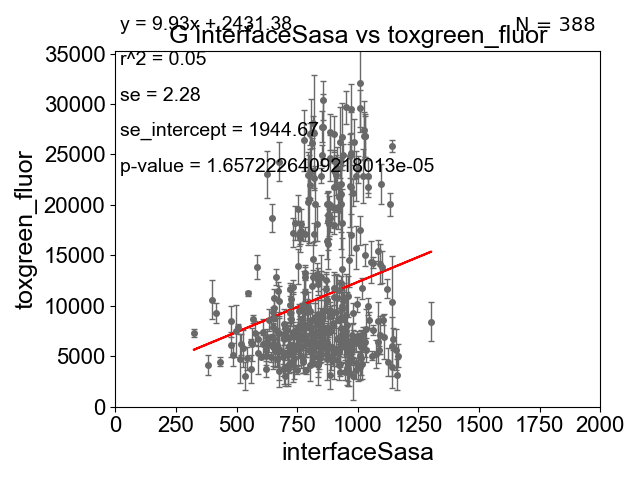 y = 9.93x + 2431.38
N = 388
G InterfaceSasa vs toxgreen_fluor
r^2 = 0.05
se = 2.28
se_intercept = 1944.67
p-value = 1.6572226409218013e-05
35000
30000
25000
20000
15000
10000
5000
0
toxgreen_fluor
0 250 500 750 1000 1250 1500 1750 2000
interfaceSasa